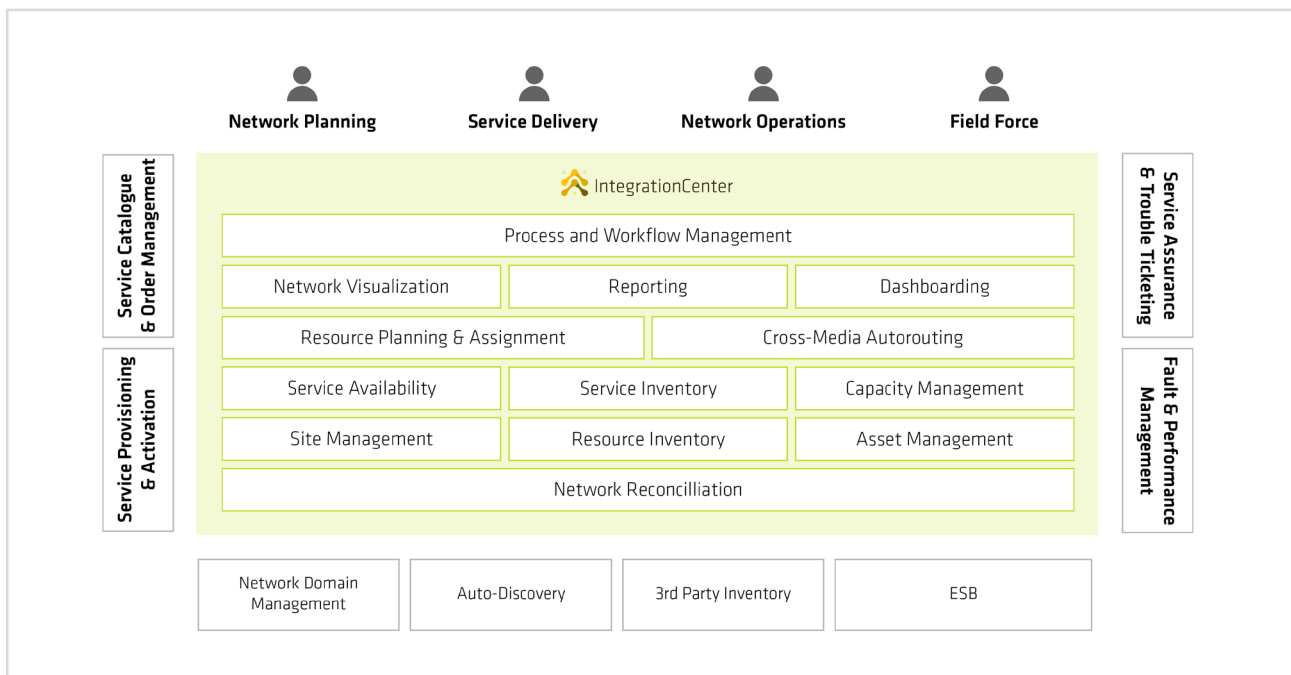 Network Planning
Service Delivery
Network Operations
Field Force
Service Catalogue
& Order Management
Service Provisioning
& Activation
IntegrationCenter
Process and Workflow Management
Network Visualization
Reporting
Dashboarding
Resource Planning & Assignment
Cross-Media Autorouting
Service Availability
Service Inventory
Capacity Management
Site Management
Resource Inventory
Asset Management
Network Reconcilliation
Service Assurance
& Trouble Ticketing
Fault & Performance
Management
Network Domain
Management
Auto-Discovery
3rd Party Inventory
ESB